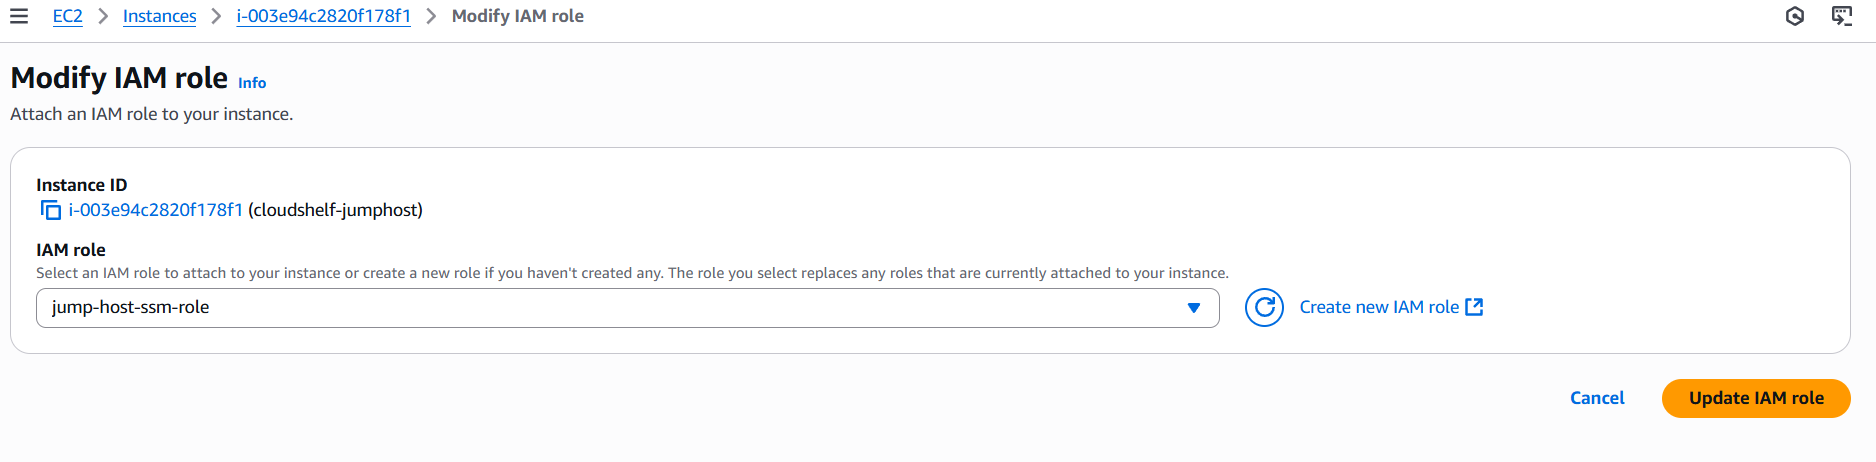 EC2 > Instances > i-003e94c2820f178f1 > Modify IAM role
Modify IAM role Info
Attach an IAM role to your instance.
Instance ID
i-003e94c2820f178f1 (cloudshelf-jumphost)
IAM role
Select an IAM role to attach to your instance or create a new role if you haven't created any. The role you select replaces any roles that are currently attached to your instance.
jump-host-ssm-role
Create new IAM role
Cancel
Update IAM role